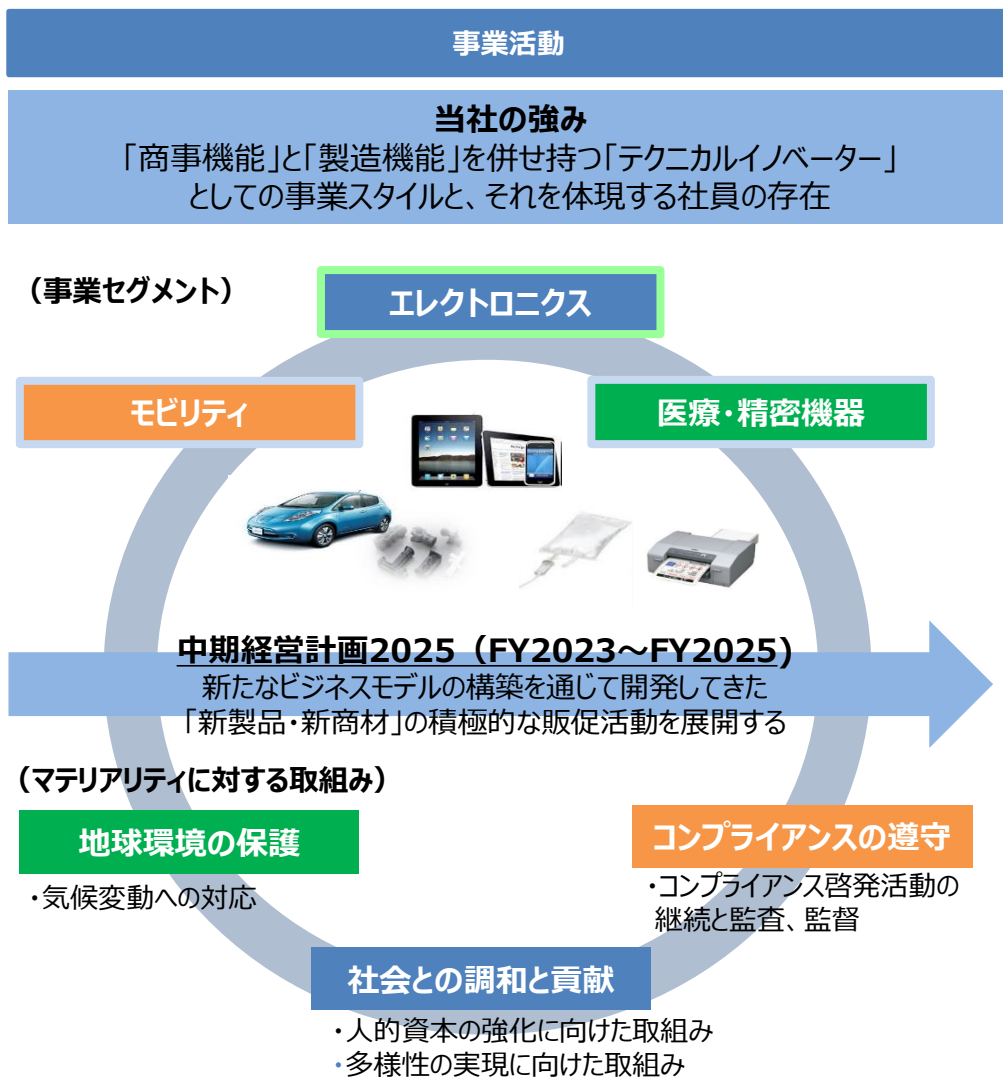 事業活動
当社の強み
「商事機能」と「製造機能」を併せ持つ「テクニカルイノベーター」
としての事業スタイルと、それを体現する社員の存在
（事業セグメント）
エレクトロニクス
モビリティ
医療・精密機器
中期経営計画2025（FY2023～FY2025)
新たなビジネスモデルの構築を通じて開発してきた
「新製品・新商材」の積極的な販促活動を展開する
（マテリアリティに対する取組み）
地球環境の保護
・気候変動への対応
コンプライアンスの遵守
・コンプライアンス啓発活動の
継続と監査、監督
社会との調和と貢献
・人的資本の強化に向けた取組み
・多様性の実現に向けた取組み